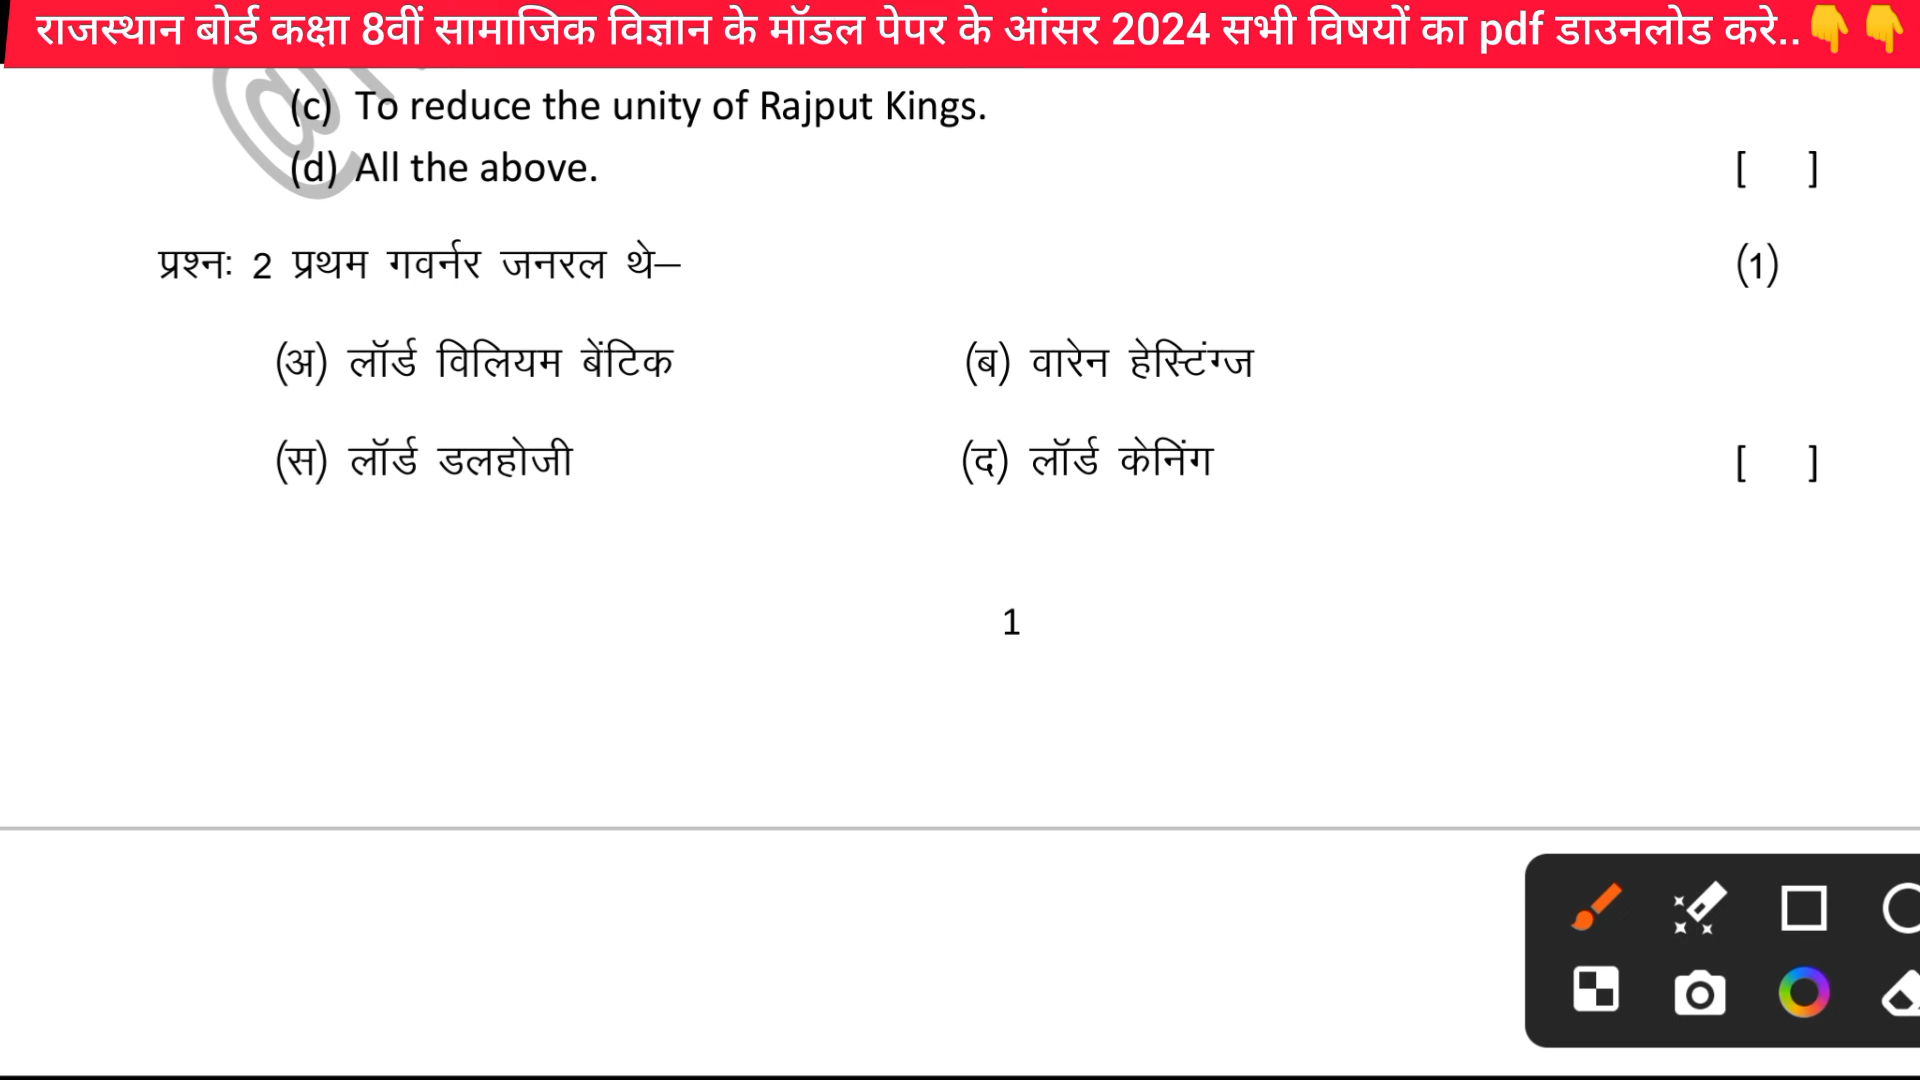 राजस्थान बोर्ड कक्षा 8वीं सामाजिक विज्ञान के मॉडल पेपर के आंसर 2024 सभी विषयों का pdf डाउनलोड करे..👇👇
(c) To reduce the unity of Rajput Kings.
(d) All the above. [ ]
प्रश्न: 2 प्रथम गवर्नर जनरल थे– (1)
(अ) लॉर्ड विलियम बेंटिक (ब) वारेन हेस्टिंग्ज
(स) लॉर्ड डलहोजी (द) लॉर्ड केनिंग [ ]
1